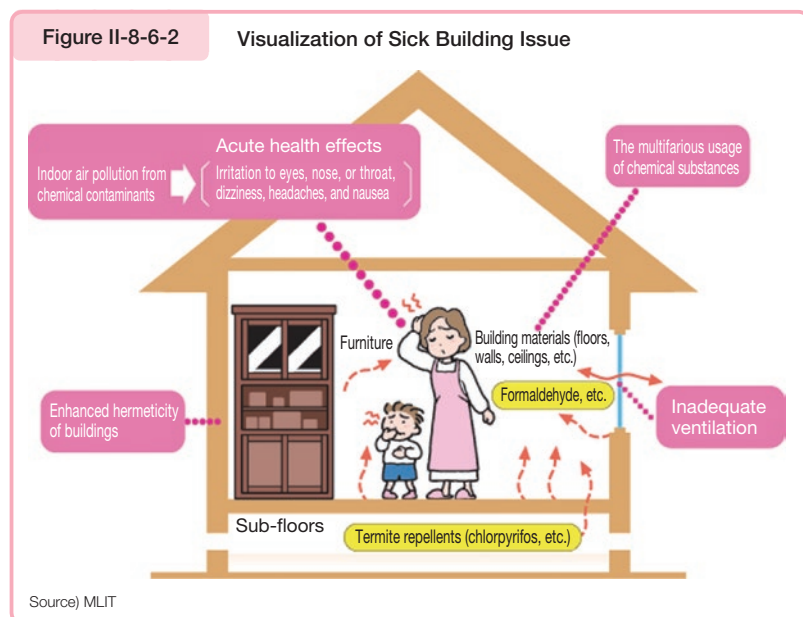 Figure II-8-6-2
Visualization of Sick Building Issue
Acute health effects
Indoor air pollution from
chemical contaminants
Irritation to eyes, nose, or throat,
dizziness, headaches, and nausea
The multifarious usage
of chemical substances
Furniture
Building materials (floors,
walls, ceilings, etc.)
Formaldehyde, etc.
Enhanced hermeticity
of buildings
Inadequate
ventilation
Sub-floors
Termite repellents (chlorpyrifos, etc.)
Source) MLIT